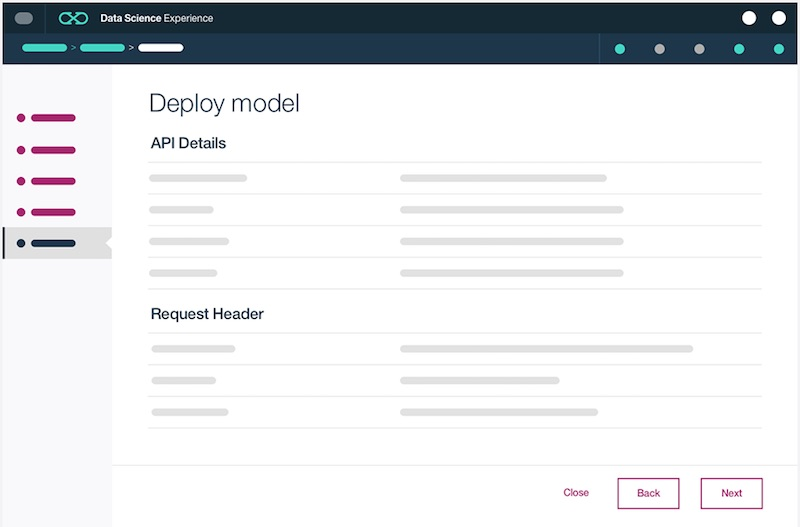 Data Science Experience
> >
Deploy model
API Details
Request Header
Close Back Next